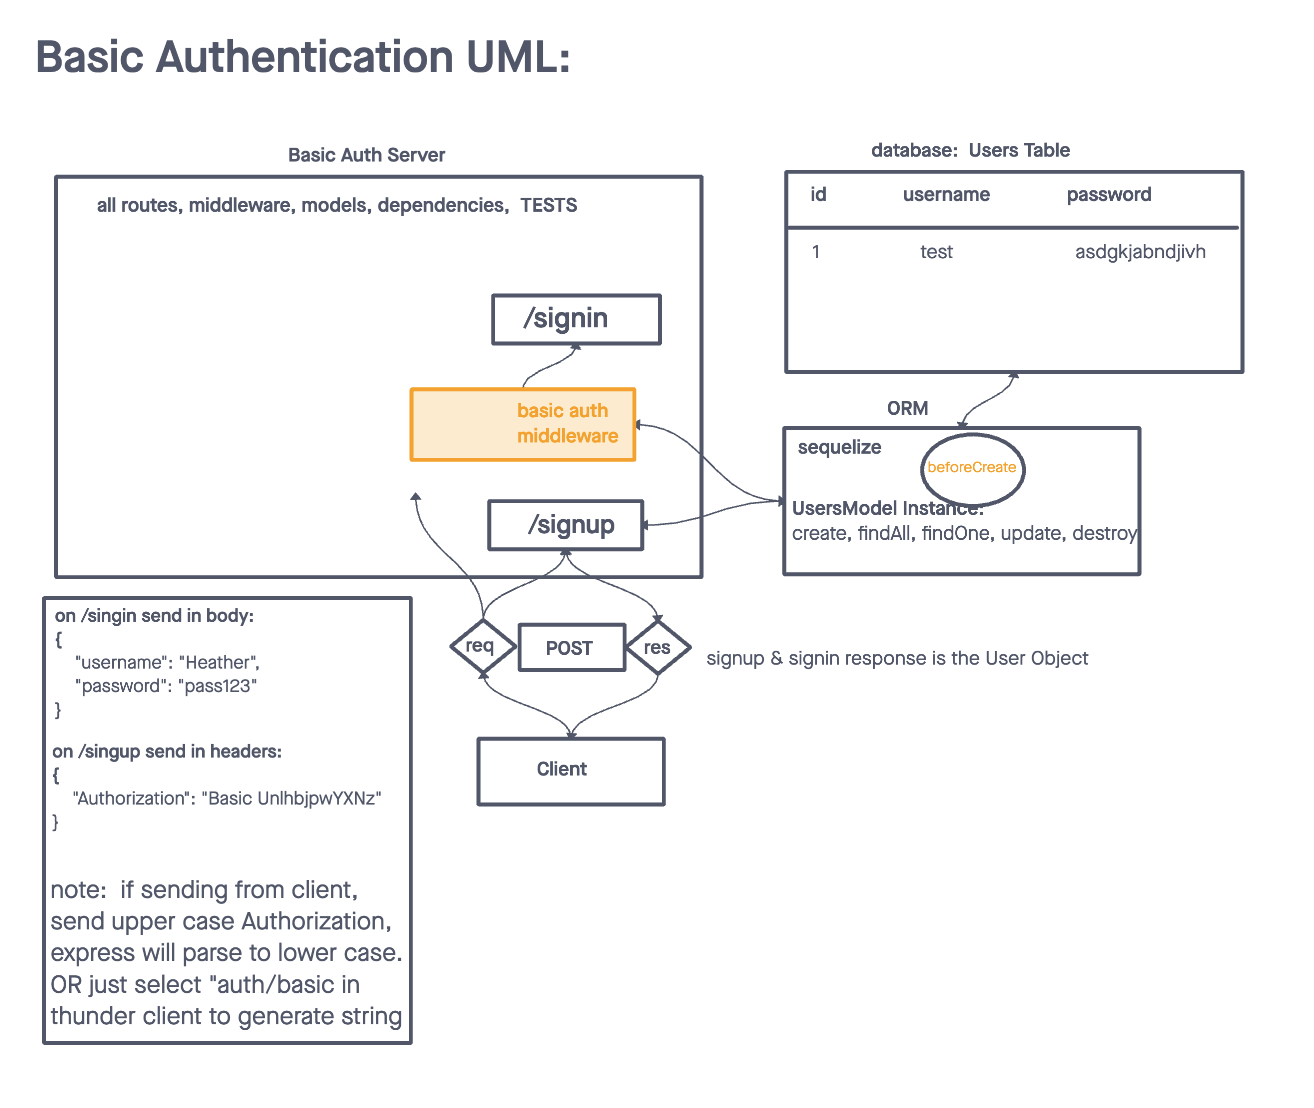 Basic Authentication UML:
Basic Auth Server
all routes, middleware, models, dependencies,  TESTS
/signin
basic auth
middleware
/signup
database:  Users Table
id username password
1 test asdgkjabndjivh
ORM
sequelize
beforeCreate
UsersModel Instance:
create, findAll, findOne, update, destroy
req
POST
res
signup & signin response is the User Object
Client
on /singin send in body:
{
"username": "Heather",
"password": "pass123"
}
on /singup send in headers:
{
"Authorization": "Basic UnlhbjpwYXNz"
}
note:  if sending from client,
send upper case Authorization,
express will parse to lower case.
OR just select "auth/basic in
thunder client to generate string